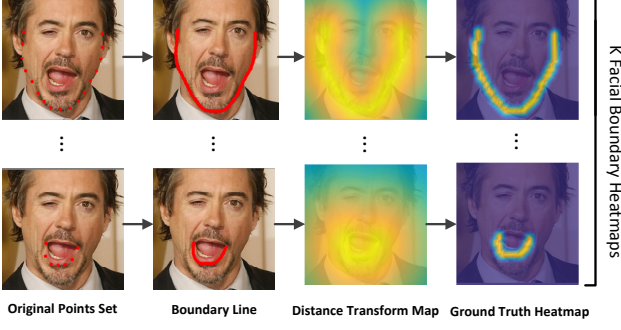 K Facial Boundary Heatmaps
Original Points Set
Boundary Line
Distance Transform Map
Ground Truth Heatmap